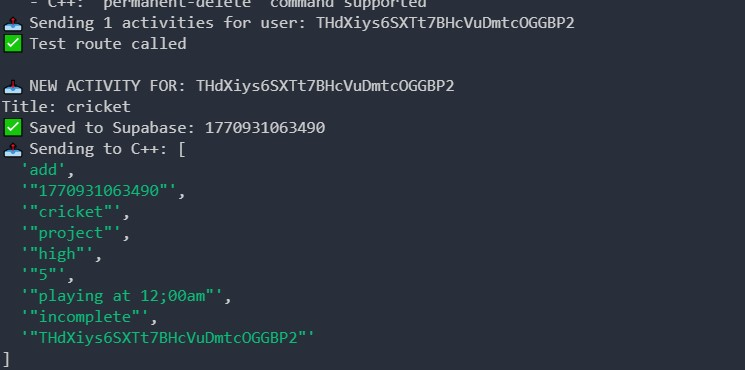 - C++: `permanent-delete` command supported
📤 Sending 1 activities for user: THdXiys6SXTt7BHcVuDmtcOGGBP2
✅ Test route called
📥 NEW ACTIVITY FOR: THdXiys6SXTt7BHcVuDmtcOGGBP2
Title: cricket
✅ Saved to Supabase: 1770931063490
📤 Sending to C++: [
'add',
'"1770931063490"',
'"cricket"',
'"project"',
'"high"',
'"5"',
'"playing at 12;00am"',
'"incomplete"',
'"THdXiys6SXTt7BHcVuDmtcOGGBP2"'
]